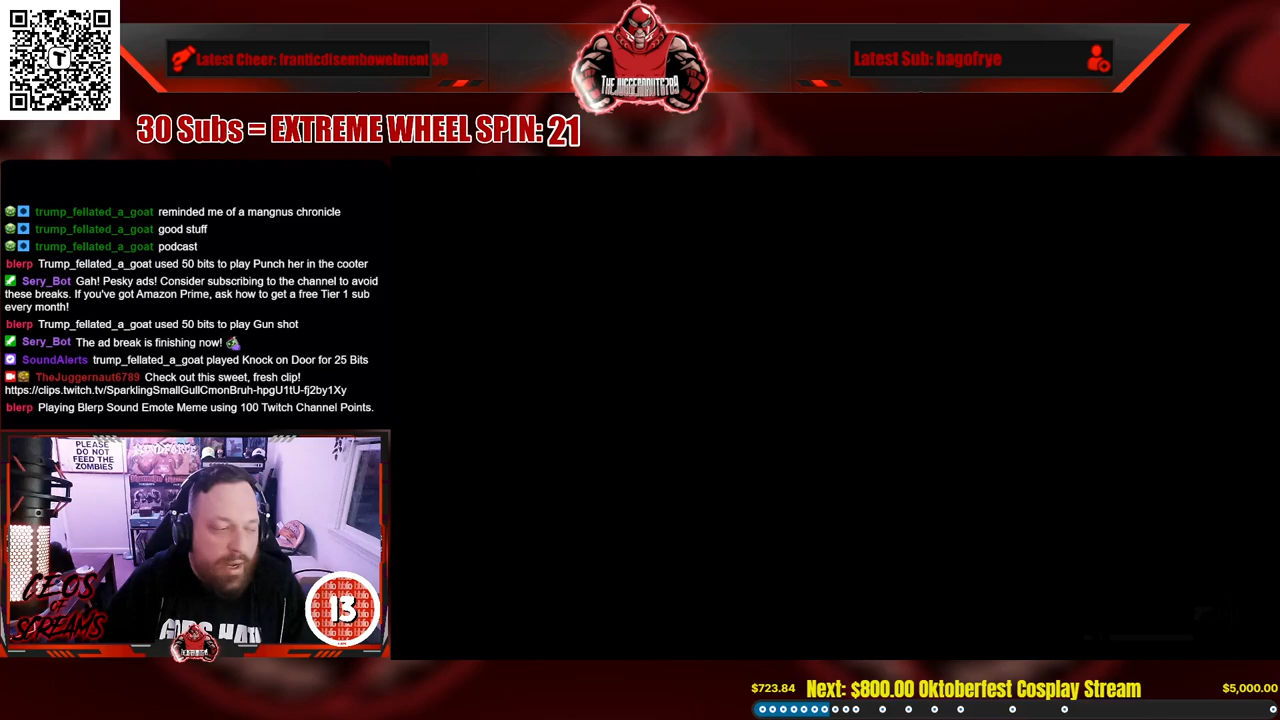 Latest Cheer: franticdisembowelment 50
THEJUGGERNAUT6789
Latest Sub: bagofrye
30 Subs = EXTREME WHEEL SPIN: 21
trump_fellated_a_goat reminded me of a mangnus chronicle
trump_fellated_a_goat good stuff
trump_fellated_a_goat podcast
blerp Trump_fellated_a_goat used 50 bits to play Punch her in the cooter
Sery_Bot Gah! Pesky ads! Consider subscribing to the channel to avoid
these breaks. If you've got Amazon Prime, ask how to get a free Tier 1 sub
every month!
blerp Trump_fellated_a_goat used 50 bits to play Gun shot
Sery_Bot The ad break is finishing now!
SoundAlerts trump_fellated_a_goat played Knock on Door for 25 Bits
TheJuggernaut6789 Check out this sweet, fresh clip!
https://clips.twitch.tv/SparklingSmallGullCmonBruh-hpgU1tU-fj2by1Xy
blerp Playing Blerp Sound Emote Meme using 100 Twitch Channel Points.
PLEASE
DO NOT
FEED THE
ZOMBIES
CEOS
OF
SCREAMS
13
$723.84 Next: $800.00 Oktoberfest Cosplay Stream $5,000.00